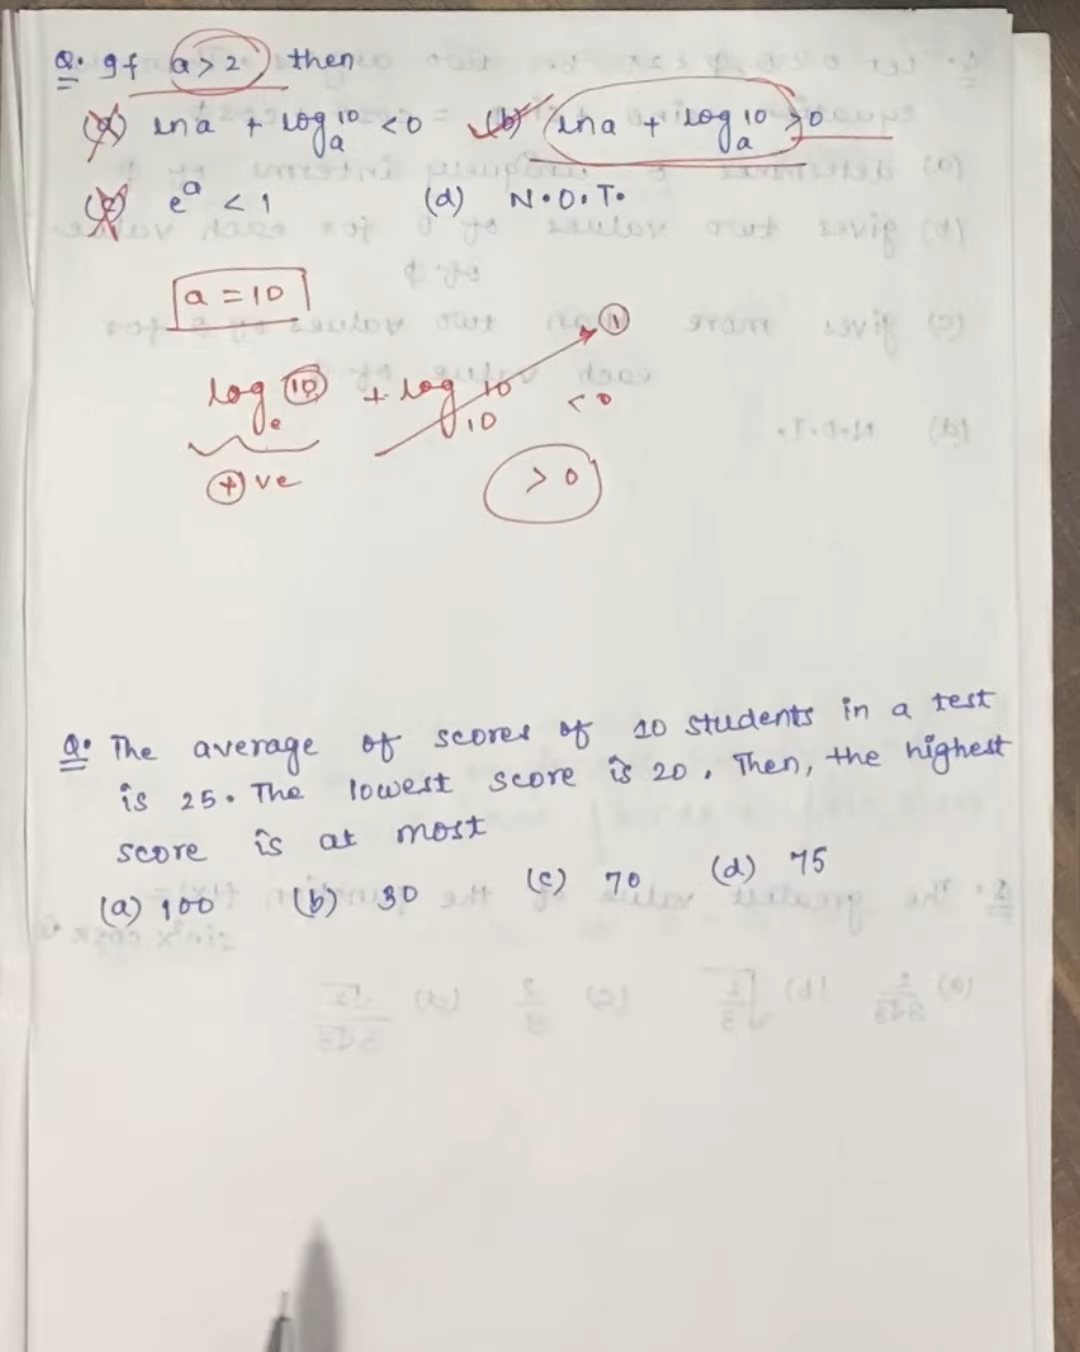 Q. If a > 2 then
(a) ln a + log_a 10 < 0 (b) ln a + log_a 10 > 0
(c) e^a < 1 (d) N.O.T.
a = 10
log_e 10 + log_10 10 1
< 0
+ ve > 0
Q. The average of scores of 10 students in a test
is 25. The lowest score is 20. Then, the highest
score is at most
(a) 100 (b) 30 (c) 70 (d) 75